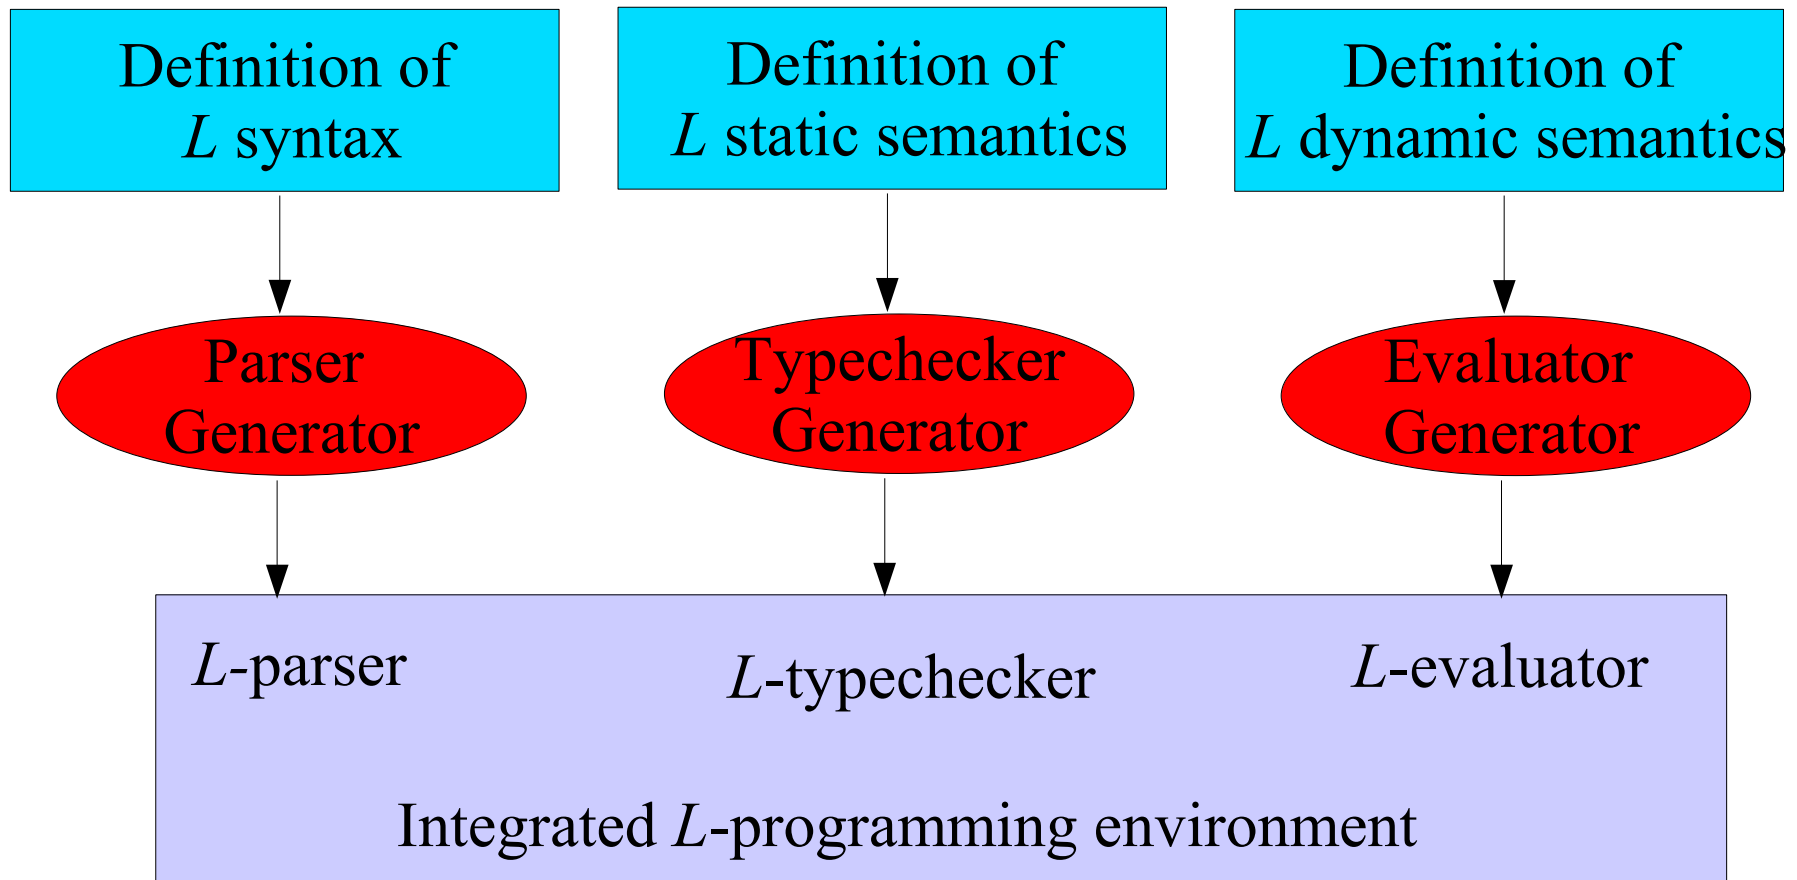 Definition of
L syntax
Definition of
L static semantics
Definition of
L dynamic semantics
Parser
Generator
Typechecker
Generator
Evaluator
Generator
L-parser
L-typechecker
L-evaluator
Integrated L-programming environment